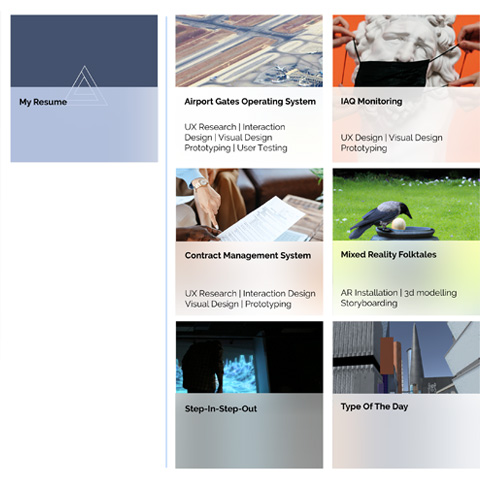 My Resume
Airport Gates Operating System
UX Research | Interaction
Design | Visual Design
Prototyping | User Testing
IAQ Monitoring
UX Design | Visual Design
Prototyping
Contract Management System
UX Research | Interaction Design
Visual Design | Prototyping
Mixed Reality Folktales
AR Installation | 3d modelling
Storyboarding
Step-In-Step-Out
Type Of The Day